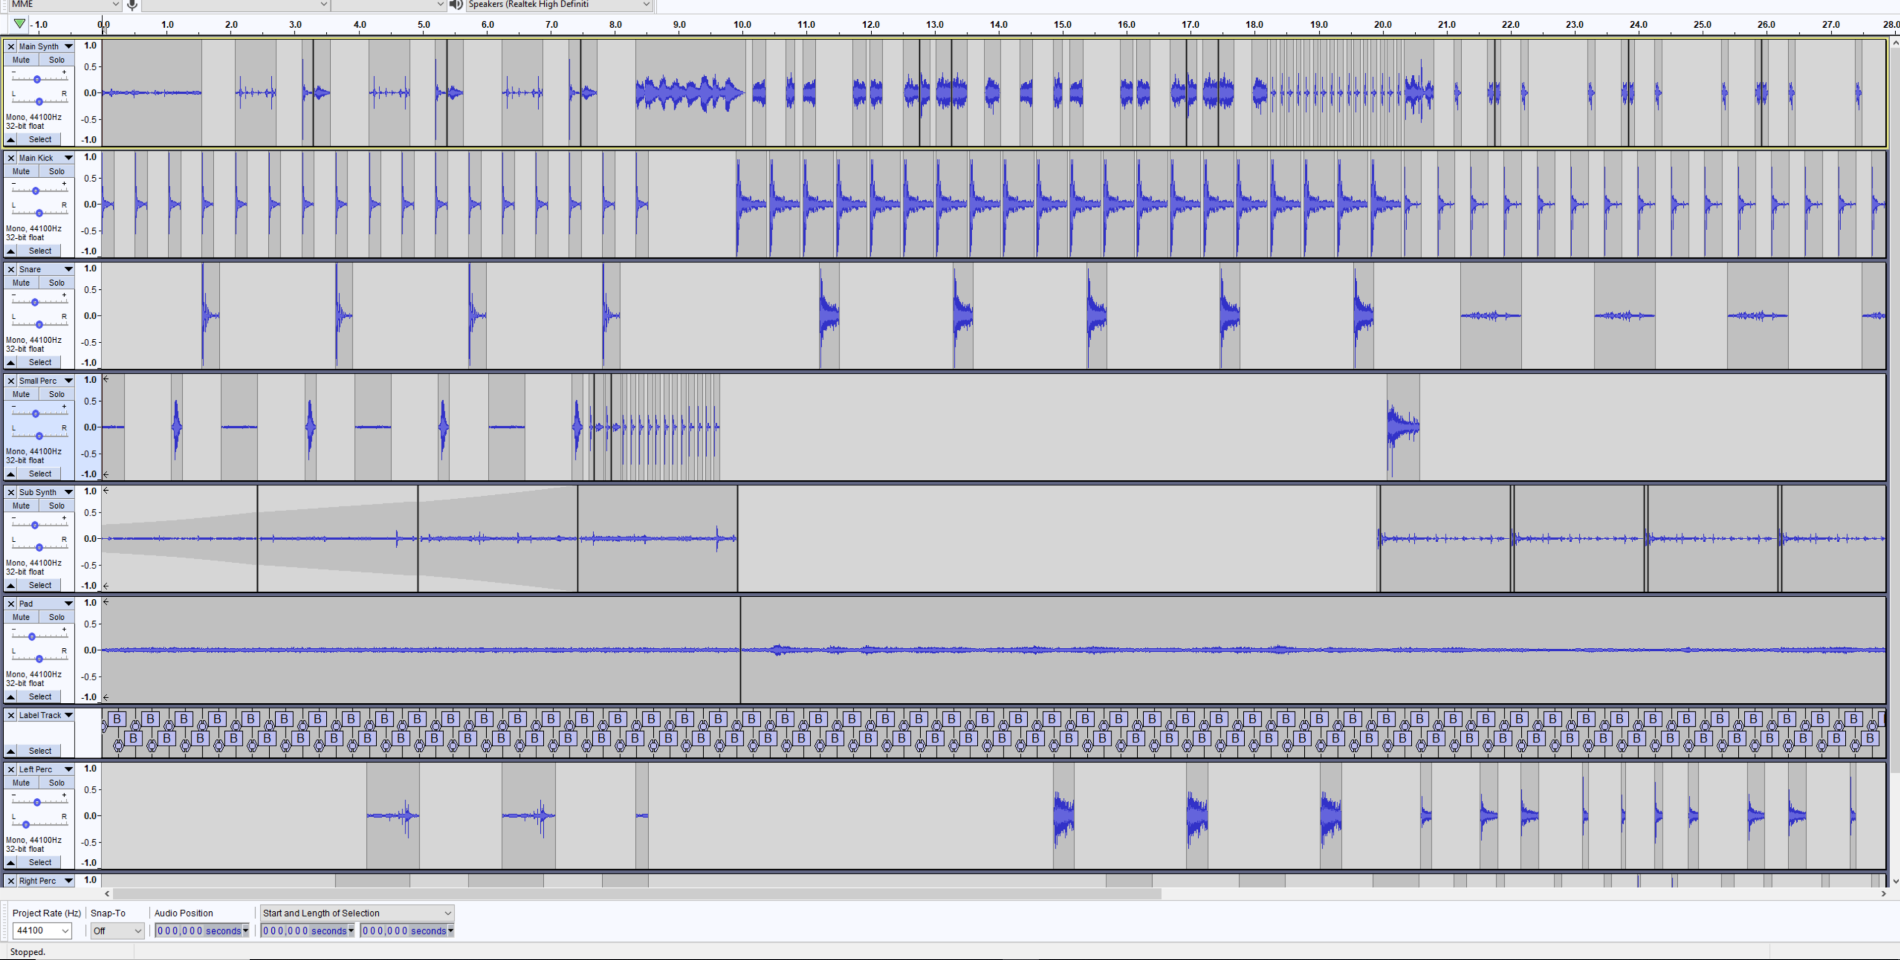 MME
Speakers (Realtek High Definiti
- 1.0 0.0 1.0 2.0 3.0 4.0 5.0 6.0 7.0 8.0 9.0 10.0 11.0 12.0 13.0 14.0 15.0 16.0 17.0 18.0 19.0 20.0 21.0 22.0 23.0 24.0 25.0 26.0 27.0 28.0
× Main Synth ▼ 1.0
Mute Solo
- + 0.5
L R 0.0
Mono, 44100Hz -0.5
32-bit float
Select -1.0
× Main Kick ▼ 1.0
Mute Solo
- + 0.5
L R 0.0
Mono, 44100Hz -0.5
32-bit float
Select -1.0
× Snare ▼ 1.0
Mute Solo
- + 0.5
L R 0.0
Mono, 44100Hz -0.5
32-bit float
Select -1.0
× Small Perc ▼ 1.0
Mute Solo
- + 0.5
L R 0.0
Mono, 44100Hz -0.5
32-bit float
Select -1.0
× Sub Synth ▼ 1.0
Mute Solo
- + 0.5
L R 0.0
Mono, 44100Hz -0.5
32-bit float
Select -1.0
× Pad ▼ 1.0
Mute Solo
- + 0.5
L R 0.0
Mono, 44100Hz -0.5
32-bit float
Select -1.0
× Label Track ▼
B B B B B B B B B B B B B B B B B B B B B B B B B B B B B B B B B B B B B B B B B B B B B B B B B B B B B
B B B B B B B B B B B B B B B B B B B B B B B B B B B B B B B B B B B B B B B B B B B B B B B B B B B B B
Select
× Left Perc ▼ 1.0
Mute Solo
- + 0.5
L R 0.0
Mono, 44100Hz -0.5
32-bit float
Select -1.0
× Right Perc ▼ 1.0
Project Rate (Hz) Snap-To Audio Position Start and Length of Selection
44100 Off 0 0 0 , 0 0 0 seconds 0 0 0 , 0 0 0 seconds 0 0 0 , 0 0 0 seconds
Stopped.